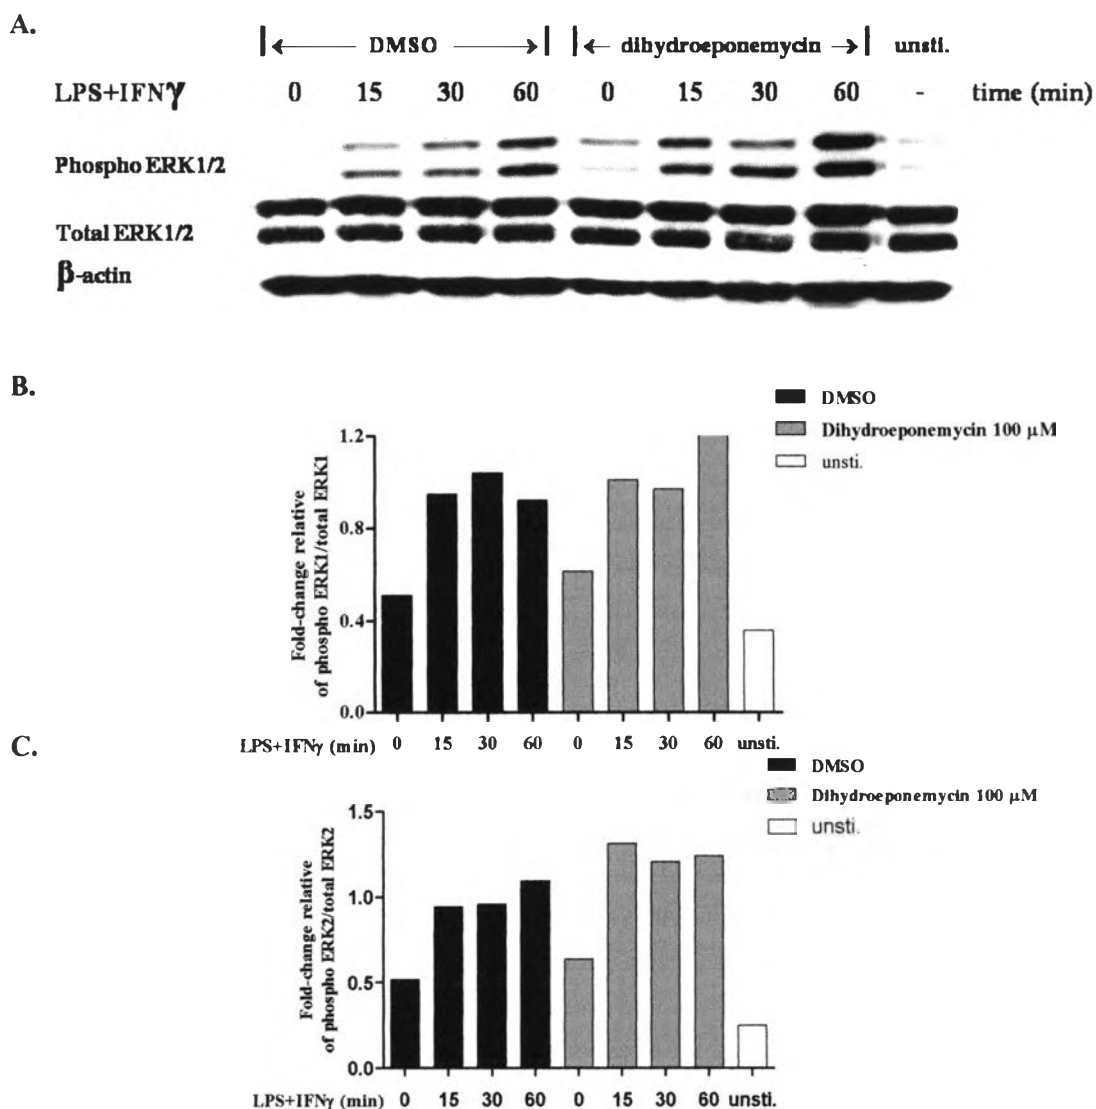 A.
DMSO dihydroeponemycin unsti.
LPS+IFNγ 0 15 30 60 0 15 30 60 - time (min)
Phospho ERK1/2
Total ERK1/2
β-actin
B.
DMSO
Dihydroeponemycin 100 µM
unsti.
Fold-change relative
of phospho ERK1/total ERK1
1.2
0.8
0.4
0.0
LPS+IFNγ (min) 0 15 30 60 0 15 30 60 unsti.
C.
DMSO
Dihydroeponemycin 100 µM
unsti.
Fold-change relative
of phospho ERK2/total ERK2
1.5
1.0
0.5
0.0
LPS+IFNγ (min) 0 15 30 60 0 15 30 60 unsti.